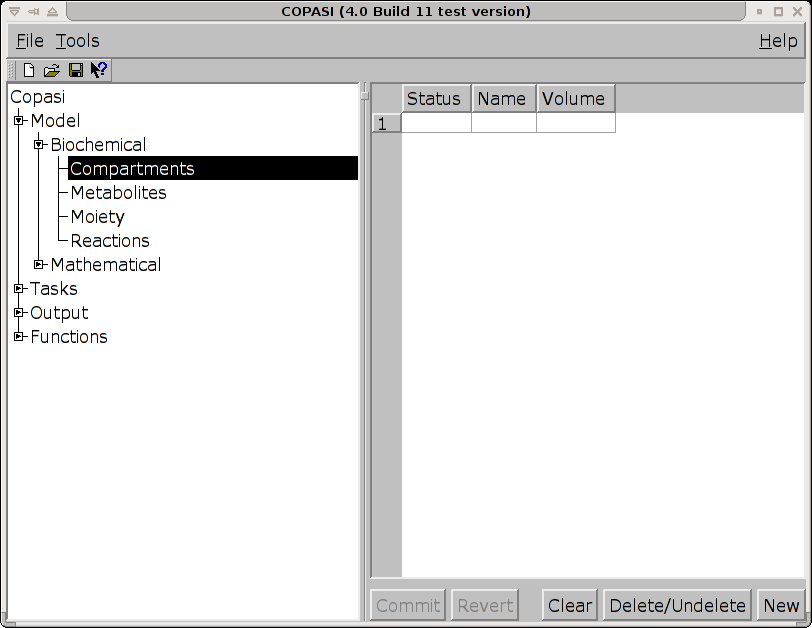 COPASI (4.0 Build 11 test version)
File Tools Help
Copasi
Model
Biochemical
Compartments
Metabolites
Moiety
Reactions
Mathematical
Tasks
Output
Functions
Status Name Volume
1
Commit Revert Clear Delete/Undelete New